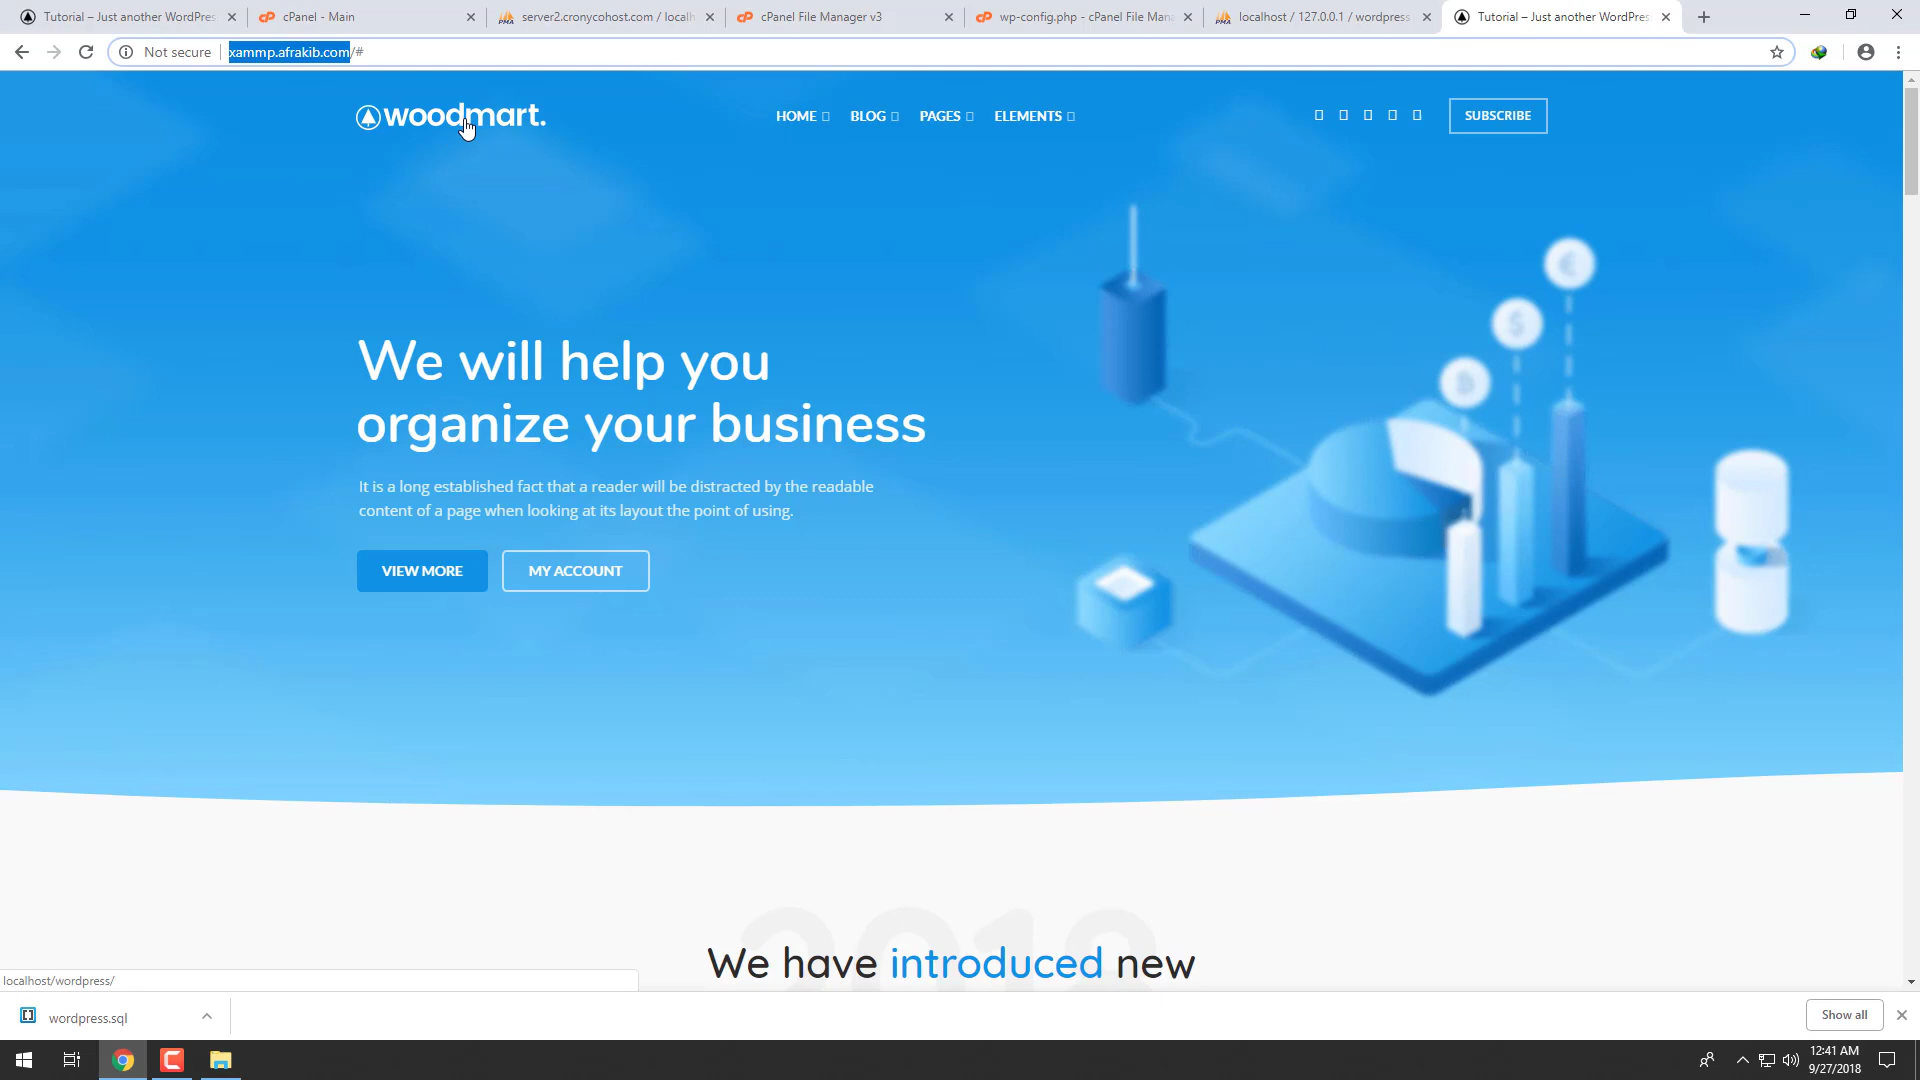 Tutorial – Just another WordPres
cPanel - Main
server2.cronycohost.com / localh
cPanel File Manager v3
wp-config.php - cPanel File Mana
localhost / 127.0.0.1 / wordpress
Tutorial – Just another WordPres
Not secure
xammp.afrakib.com/#
woodmart.
HOME
BLOG
PAGES
ELEMENTS
SUBSCRIBE
We will help you
organize your business
It is a long established fact that a reader will be distracted by the readable
content of a page when looking at its layout the point of using.
VIEW MORE
MY ACCOUNT
2018
We have introduced new
localhost/wordpress/
wordpress.sql
Show all
12:41 AM
9/27/2018